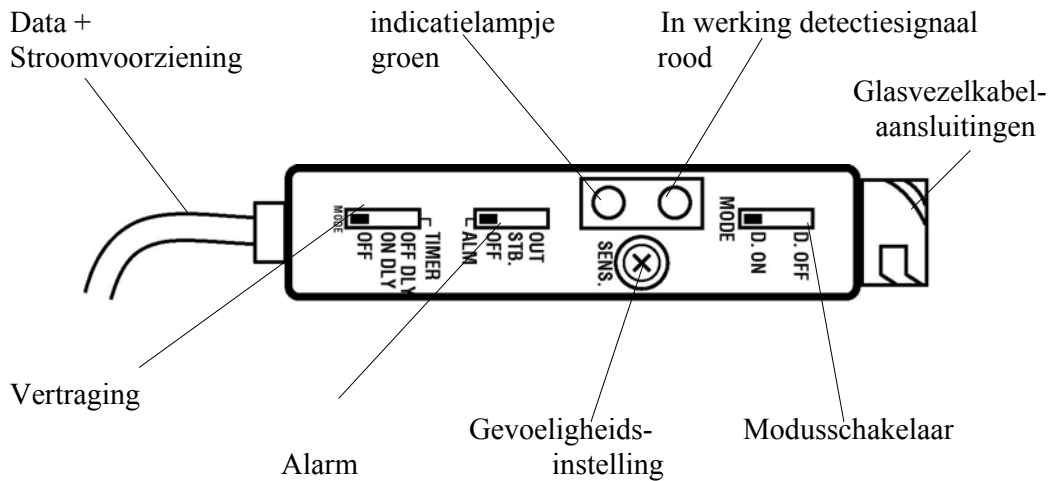 Data +
Stroomvoorziening
indicatielampje
groen
In werking detectiesignaal
rood
Glasvezelkabel-
aansluitingen
MODE
OFF
ON DLY
OFF DLY
TIMER
ALM
OFF
STB.
OUT
SENS.
MODE
D. ON
D. OFF
Vertraging
Alarm
Gevoeligheids-
instelling
Modusschakelaar